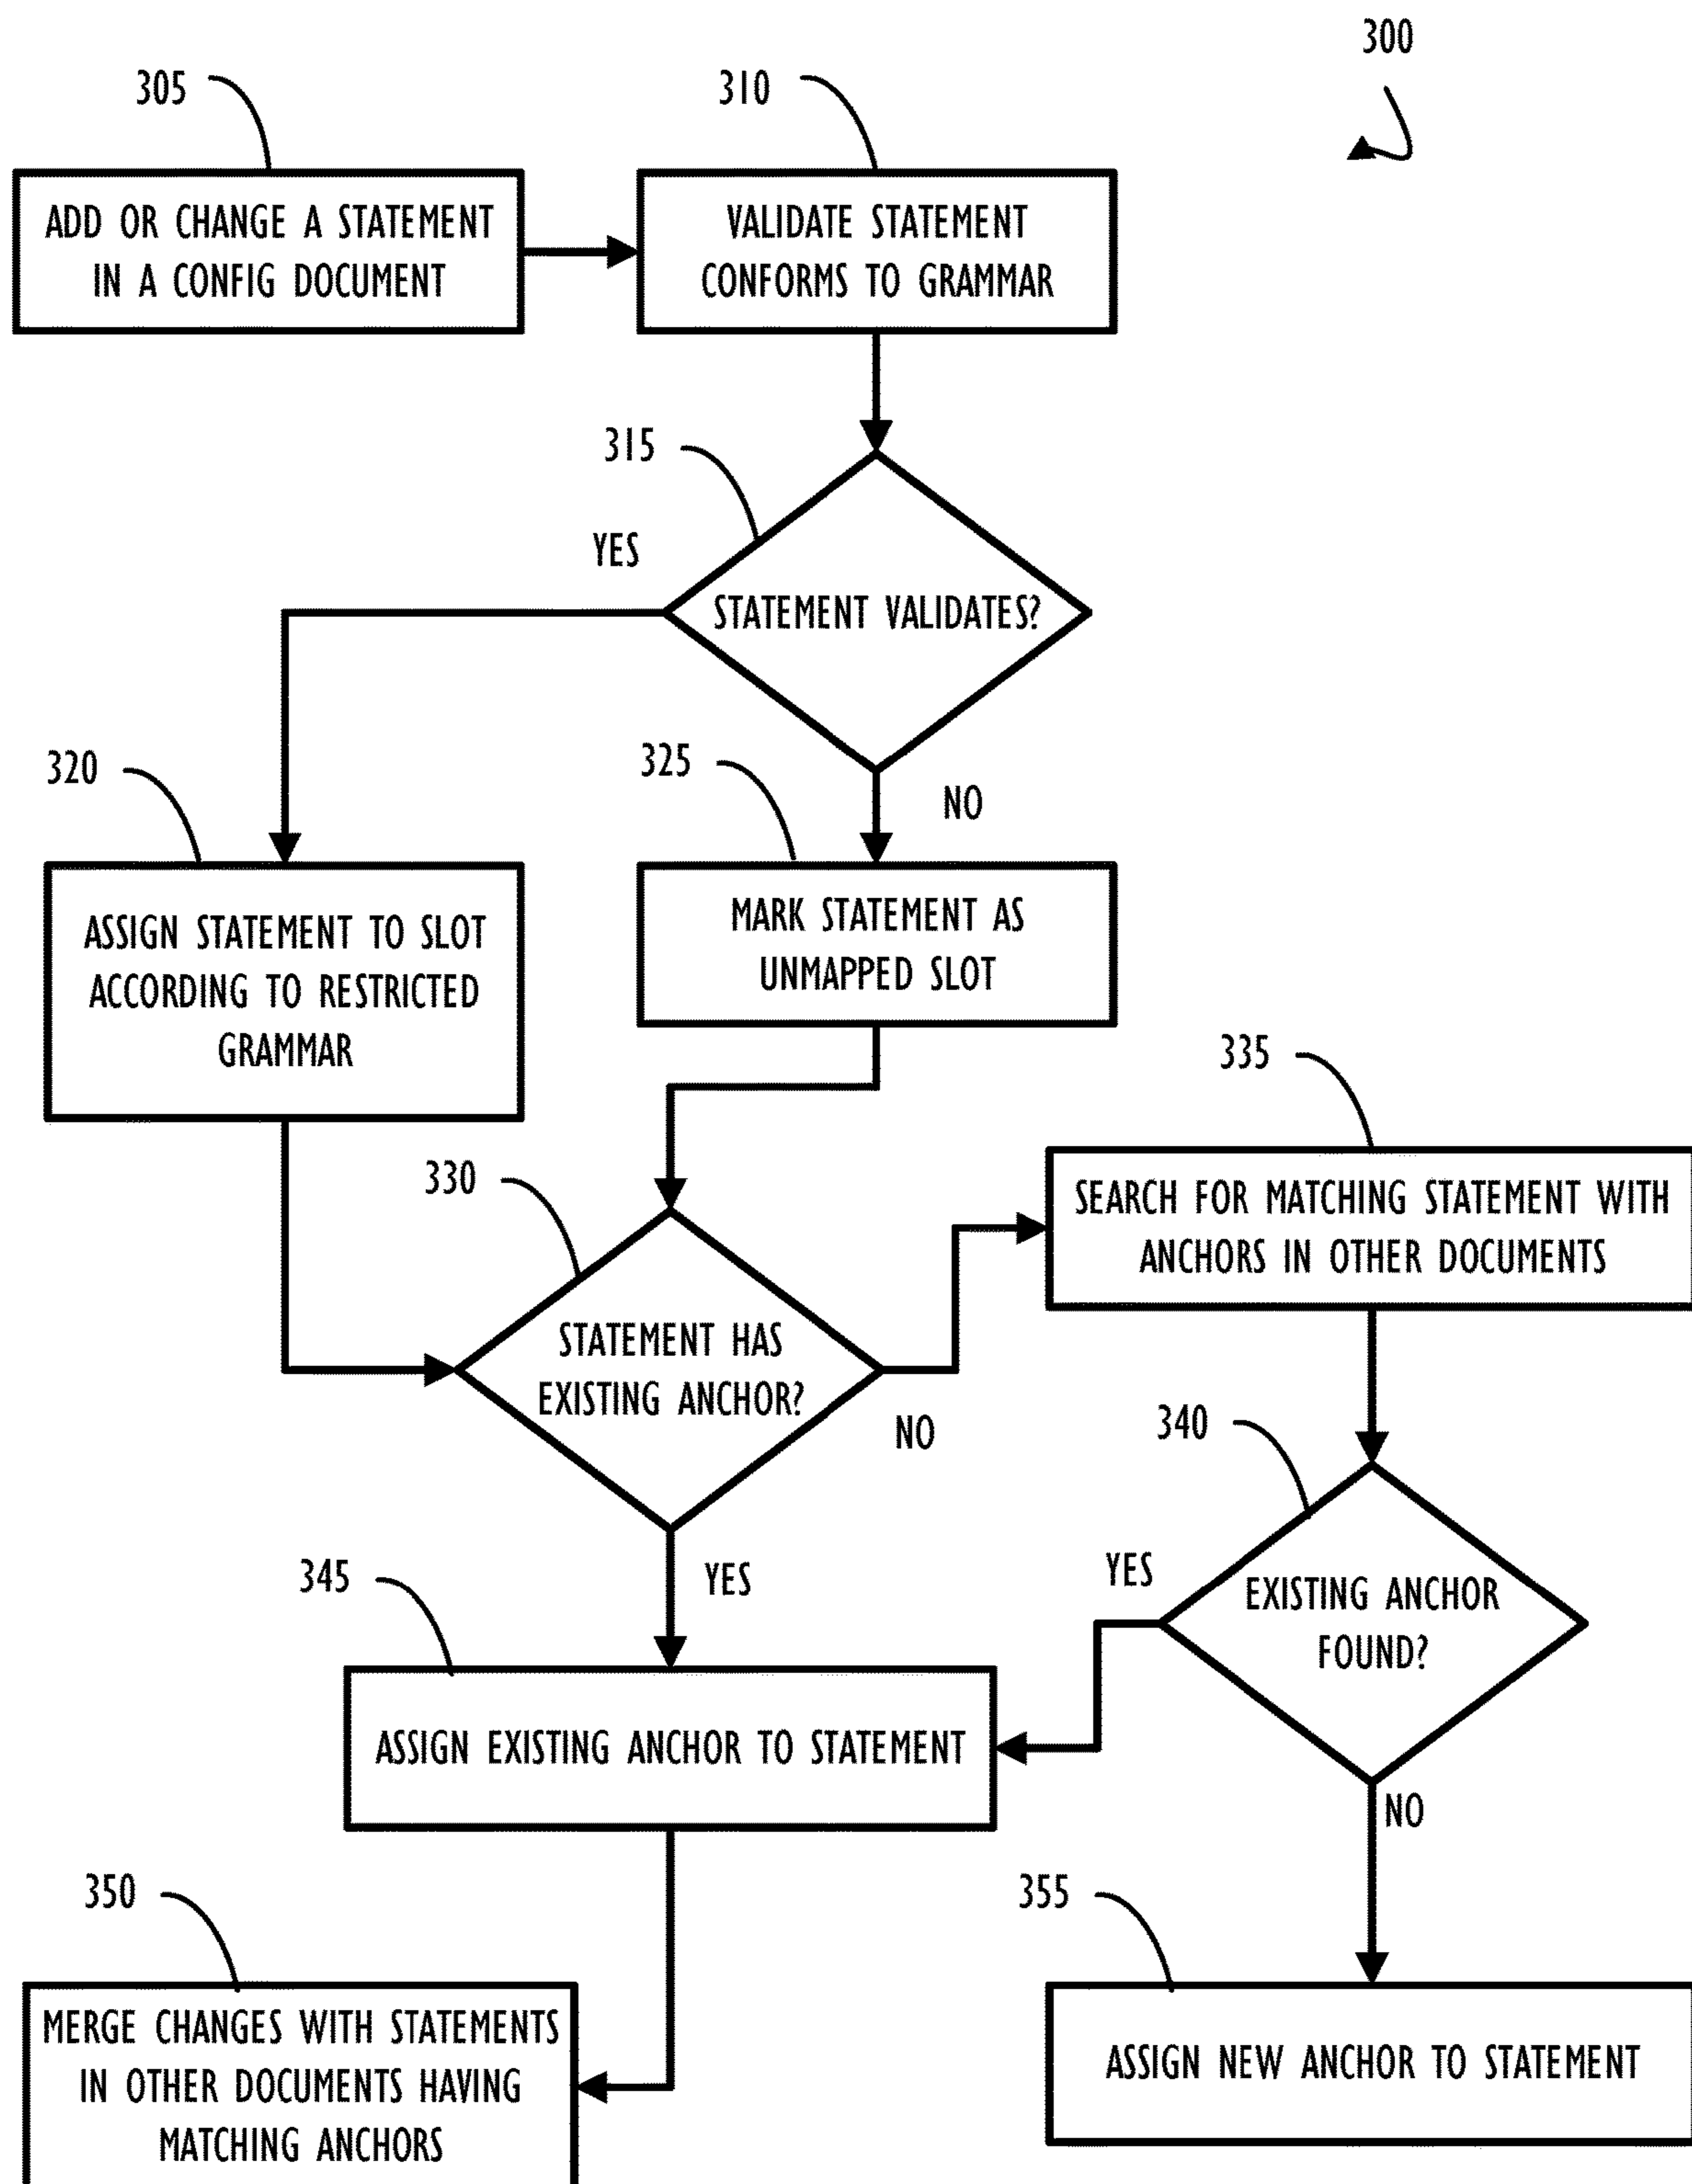 300
305
310
ADD OR CHANGE A STATEMENT
IN A CONFIG DOCUMENT
VALIDATE STATEMENT
CONFORMS TO GRAMMAR
315
YES
STATEMENT VALIDATES?
NO
320
325
ASSIGN STATEMENT TO SLOT
ACCORDING TO RESTRICTED
GRAMMAR
MARK STATEMENT AS
UNMAPPED SLOT
330
335
STATEMENT HAS
EXISTING ANCHOR?
NO
YES
SEARCH FOR MATCHING STATEMENT WITH
ANCHORS IN OTHER DOCUMENTS
340
YES
EXISTING ANCHOR
FOUND?
NO
345
ASSIGN EXISTING ANCHOR TO STATEMENT
350
MERGE CHANGES WITH STATEMENTS
IN OTHER DOCUMENTS HAVING
MATCHING ANCHORS
355
ASSIGN NEW ANCHOR TO STATEMENT